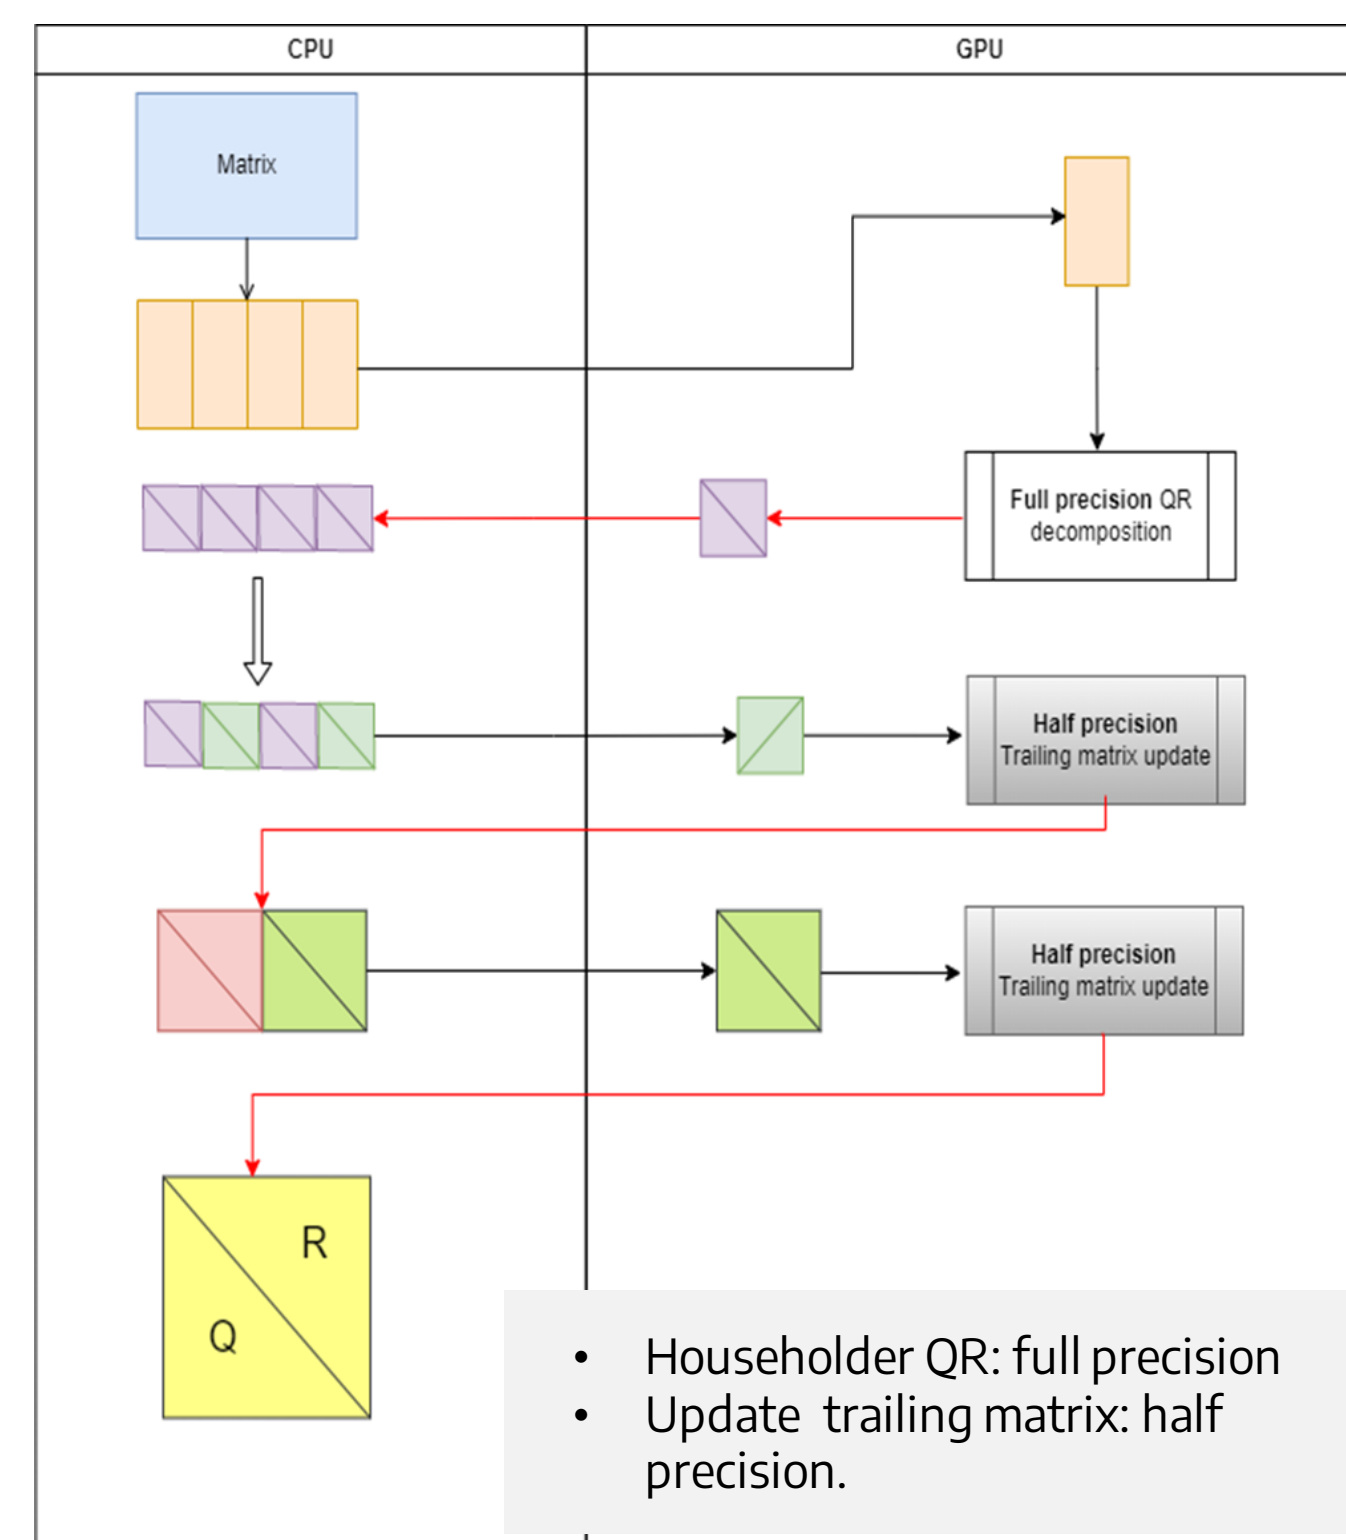 CPU
GPU
Matrix
Full precision QR
decomposition
Half precision
Trailing matrix update
Half precision
Trailing matrix update
R
Q
• Householder QR: full precision
• Update trailing matrix: half
precision.